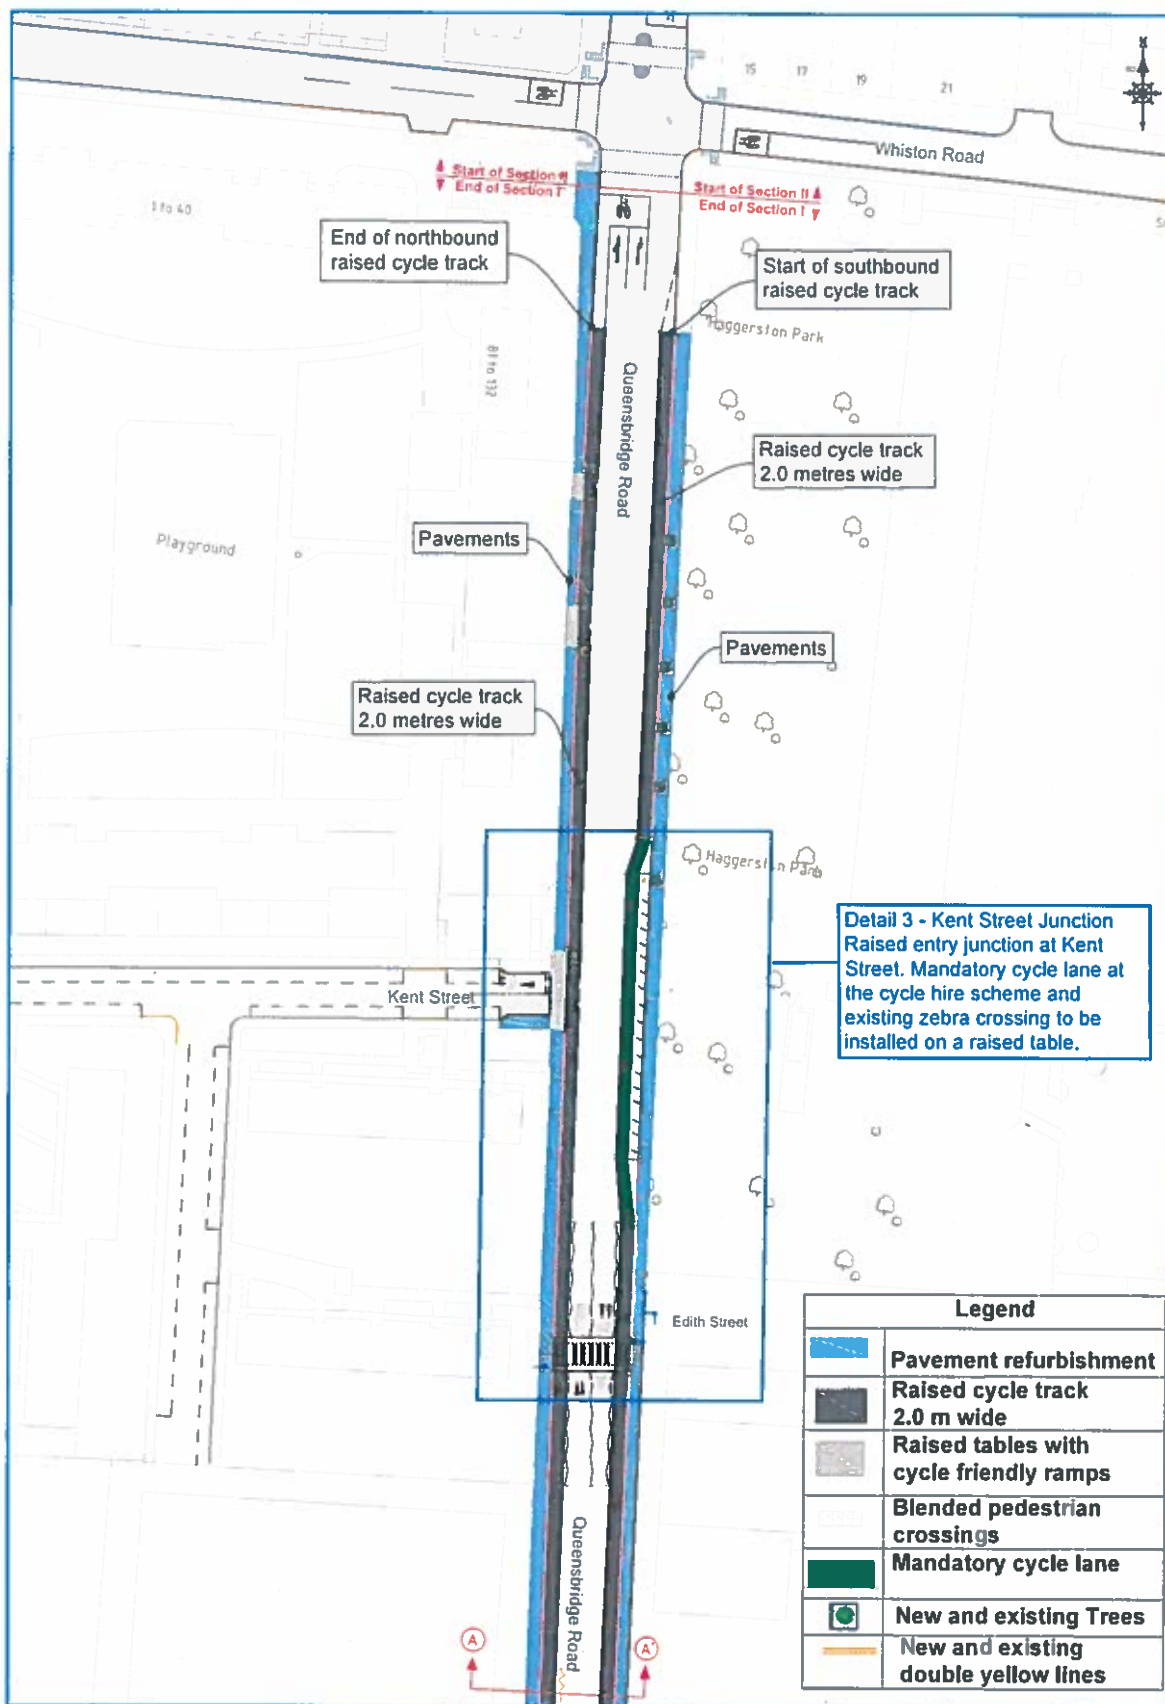 15
17
19
21
Whiston Road
Start of Section II
End of Section I
Start of Section II
End of Section I
1 to 40
End of northbound
raised cycle track
Start of southbound
raised cycle track
Haggerston Park
81 to 132
Queensbridge Road
Raised cycle track
2.0 metres wide
Pavements
Playground
Pavements
Raised cycle track
2.0 metres wide
Haggerston Park
Detail 3 - Kent Street Junction
Raised entry junction at Kent
Street. Mandatory cycle lane at
the cycle hire scheme and
existing zebra crossing to be
installed on a raised table.
Kent Street
Edith Street
Legend
Pavement refurbishment
Raised cycle track
2.0 m wide
Raised tables with
cycle friendly ramps
Blended pedestrian
crossings
Mandatory cycle lane
New and existing Trees
New and existing
double yellow lines
Queensbridge Road
A
A'